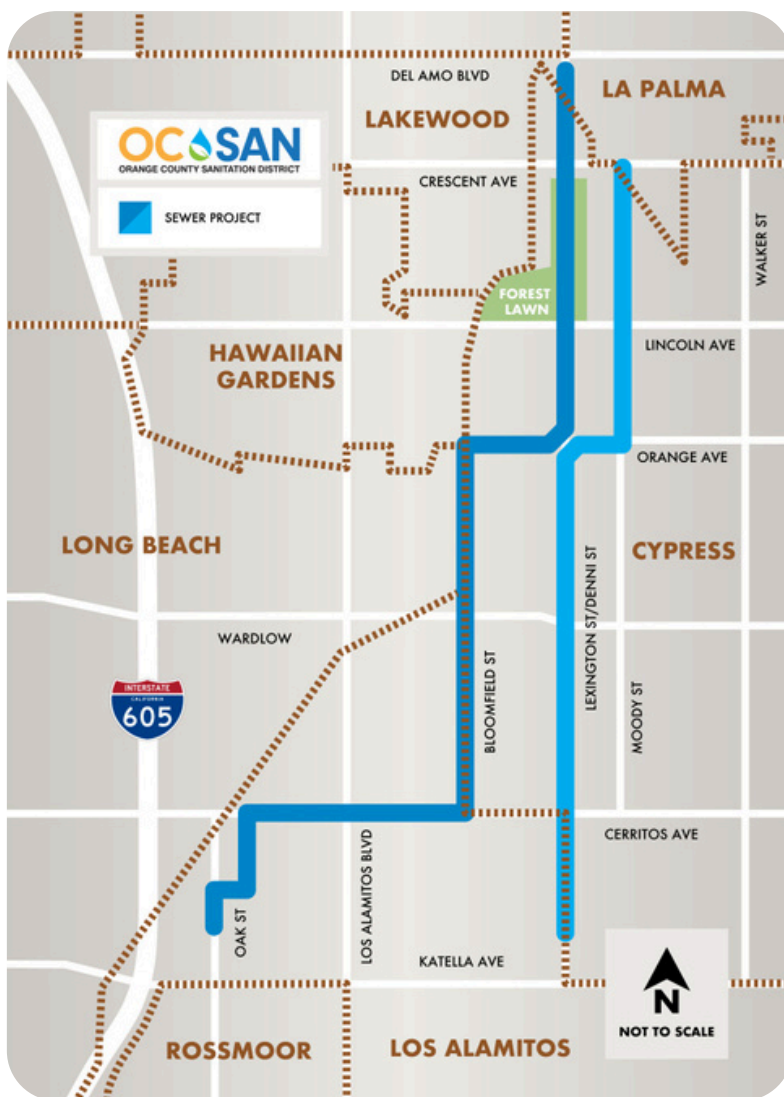 DEL AMO BLVD
LA PALMA
LAKEWOOD
OC SAN
ORANGE COUNTY SANITATION DISTRICT
SEWER PROJECT
CRESCENT AVE
WALKER ST
FOREST
LAWN
LINCOLN AVE
HAWAIIAN
GARDENS
ORANGE AVE
LONG BEACH
CYPRESS
LEXINGTON ST/DENNI ST
WARDLOW
BLOOMFIELD ST
MOODY ST
INTERSTATE
CALIFORNIA
605
CERRITOS AVE
LOS ALAMITOS BLVD
OAK ST
KATELLA AVE
N
NOT TO SCALE
ROSSMOOR
LOS ALAMITOS